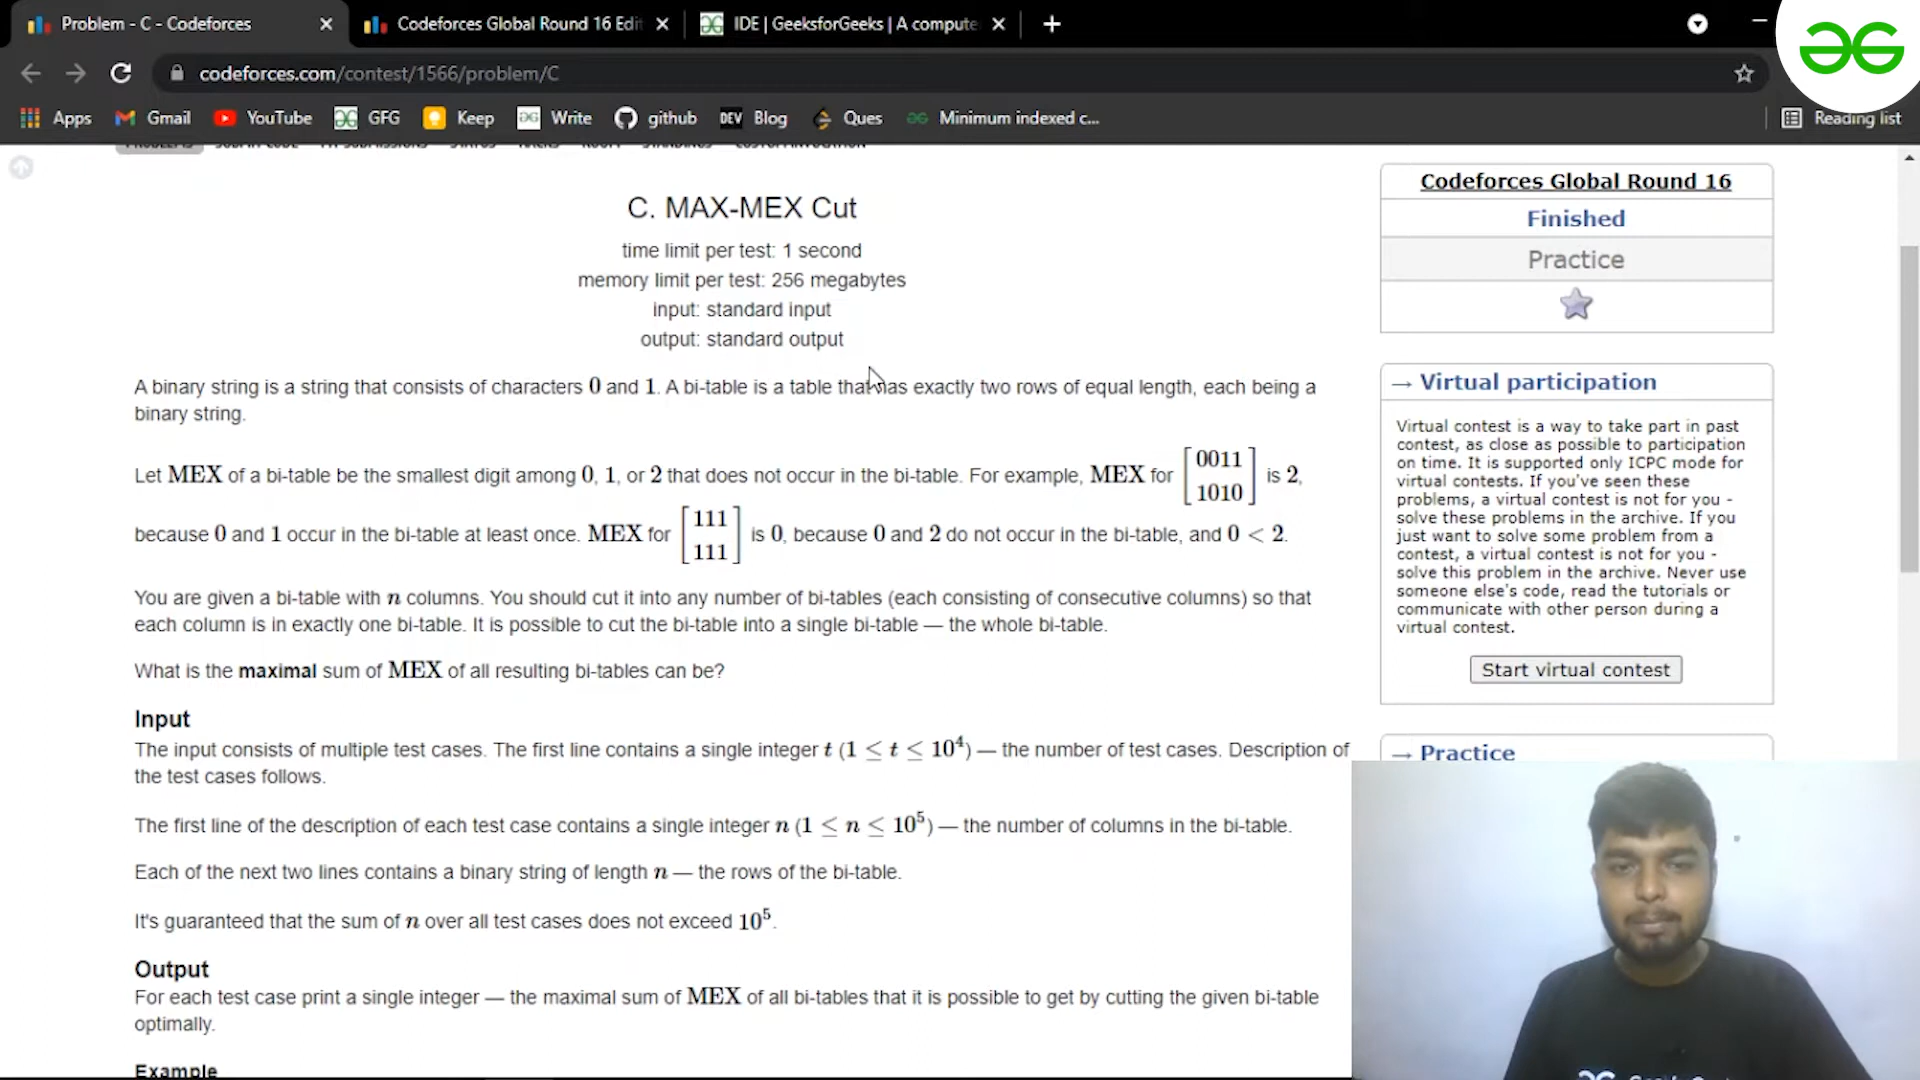 Problem - C - Codeforces
Codeforces Global Round 16 Edit
IDE | GeeksforGeeks | A compute
codeforces.com/contest/1566/problem/C
Apps
Gmail
YouTube
GFG
Keep
Write
github
DEV Blog
Ques
Minimum indexed c...
Reading list
C. MAX-MEX Cut
time limit per test: 1 second
memory limit per test: 256 megabytes
input: standard input
output: standard output
A binary string is a string that consists of characters 0 and 1. A bi-table is a table that has exactly two rows of equal length, each being a
binary string.
Let MEX of a bi-table be the smallest digit among 0, 1, or 2 that does not occur in the bi-table. For example, MEX for [0011 1010] is 2,
because 0 and 1 occur in the bi-table at least once. MEX for [111 111] is 0, because 0 and 2 do not occur in the bi-table, and 0 < 2.
You are given a bi-table with n columns. You should cut it into any number of bi-tables (each consisting of consecutive columns) so that
each column is in exactly one bi-table. It is possible to cut the bi-table into a single bi-table — the whole bi-table.
What is the maximal sum of MEX of all resulting bi-tables can be?
Input
The input consists of multiple test cases. The first line contains a single integer t (1 ≤ t ≤ 10⁴) — the number of test cases. Description of
the test cases follows.
The first line of the description of each test case contains a single integer n (1 ≤ n ≤ 10⁵) — the number of columns in the bi-table.
Each of the next two lines contains a binary string of length n — the rows of the bi-table.
It's guaranteed that the sum of n over all test cases does not exceed 10⁵.
Output
For each test case print a single integer — the maximal sum of MEX of all bi-tables that it is possible to get by cutting the given bi-table
optimally.
Example
Codeforces Global Round 16
Finished
Practice
→ Virtual participation
Virtual contest is a way to take part in past
contest, as close as possible to participation
on time. It is supported only ICPC mode for
virtual contests. If you've seen these
problems, a virtual contest is not for you -
solve these problems in the archive. If you
just want to solve some problem from a
contest, a virtual contest is not for you -
solve this problem in the archive. Never use
someone else's code, read the tutorials or
communicate with other person during a
virtual contest.
Start virtual contest
→ Practice